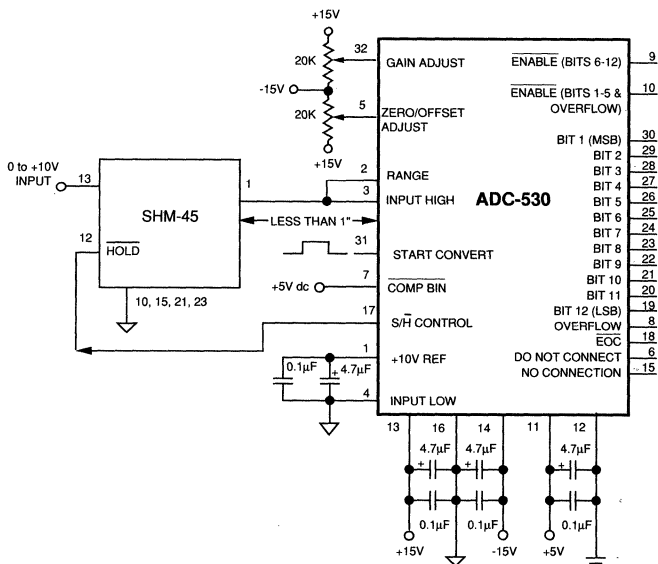 +15V
20K
32
GAIN ADJUST
-15V
20K
5
ZERO/OFFSET
ADJUST
+15V
0 to +10V
INPUT
13
SHM-45
1
12
HOLD
10, 15, 21, 23
LESS THAN 1"
2
RANGE
3
INPUT HIGH
ADC-530
31
START CONVERT
7
+5V dc
COMP BIN
17
S/H CONTROL
1
+10V REF
0.1µF
+ 4.7µF
4
INPUT LOW
ENABLE (BITS 6-12)
9
ENABLE (BITS 1-5 &
OVERFLOW)
10
BIT 1 (MSB)
30
BIT 2
29
BIT 3
28
BIT 4
27
BIT 5
26
BIT 6
25
BIT 7
24
BIT 8
23
BIT 9
22
BIT 10
21
BIT 11
20
BIT 12 (LSB)
19
OVERFLOW
8
EOC
18
DO NOT CONNECT
6
NO CONNECTION
15
13
16
14
11
12
4.7µF
+
4.7µF
+
4.7µF
+
0.1µF
0.1µF
0.1µF
+15V
-15V
+5V